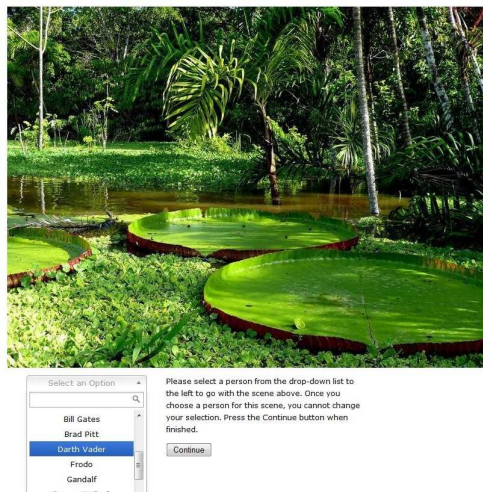 Select an Option
Bill Gates
Brad Pitt
Darth Vader
Frodo
Gandalf
Please select a person from the drop-down list to
the left to go with the scene above. Once you
choose a person for this scene, you cannot change
your selection. Press the Continue button when
finished.
Continue